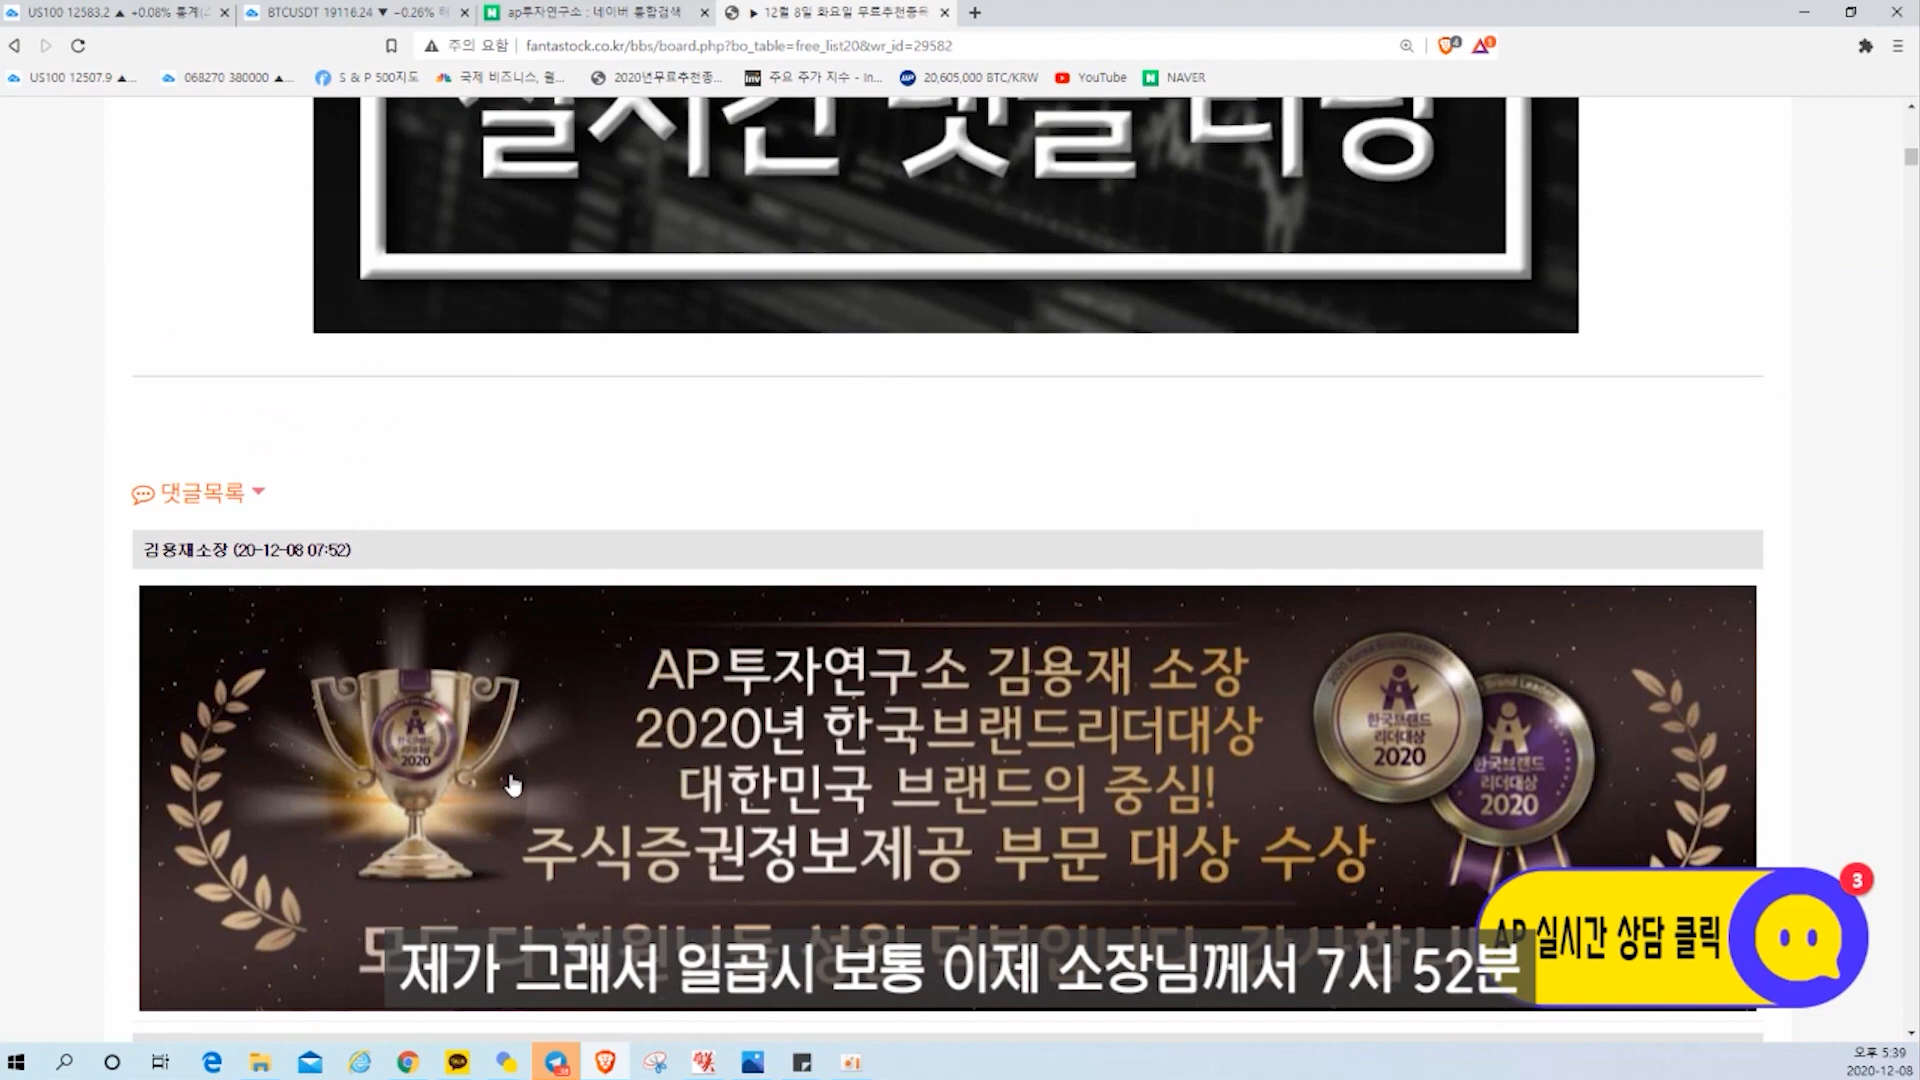 US100 12583.2 ▲ +0.08% 통계(
BTCUSDT 19116.24 ▼ −0.26%
ap투자연구소 : 네이버 통합검색
▶ 12월 8일 화요일 무료추천종목
주의 요함
fantastock.co.kr/bbs/board.php?bo_table=free_list20&wr_id=29582
US100 12507.9 ▲...
068270 380000 ▲...
S & P 500지도
국제 비즈니스, 월...
2020년무료추천종...
주요 주가 지수 - In...
20,605,000 BTC/KRW
YouTube
NAVER
실시간 댓글 리딩
댓글목록
김용재소장 (20-12-08 07:52)
AP투자연구소 김용재 소장
2020년 한국브랜드리더대상
대한민국 브랜드의 중심!
주식증권정보제공 부문 대상 수상
한국브랜드
리더대상
2020
한국브랜드
리더대상
2020
한국브랜드
리더대상
2020
AP 실시간 상담 클릭
3
제가 그래서 일곱시 보통 이제 소장님께서 7시 52분
오후 5:39
2020-12-08